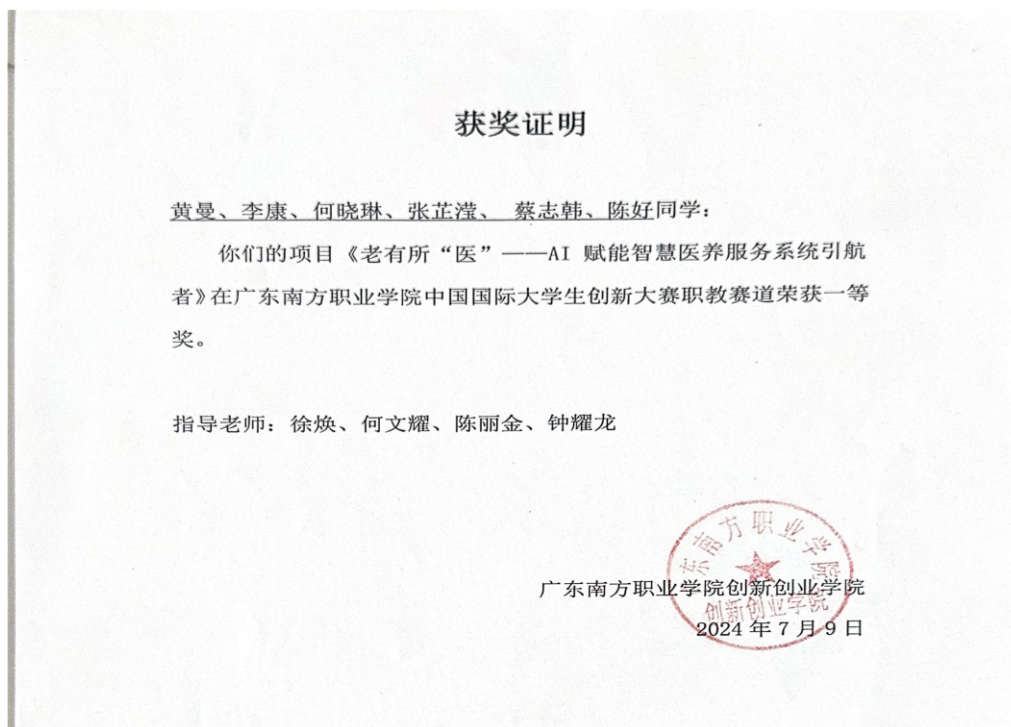 获奖证明
黄曼、李康、何晓琳、张芷滢、 蔡志韩、陈好同学：
你们的项目《老有所“医”——AI 赋能智慧医养服务系统引航
者》在广东南方职业学院中国国际大学生创新大赛职教赛道荣获一等
奖。
指导老师：徐焕、何文耀、陈丽金、钟耀龙
东南方职业学院
广东南方职业学院创新创业学院
创新创业学院
2024 年 7 月 9 日